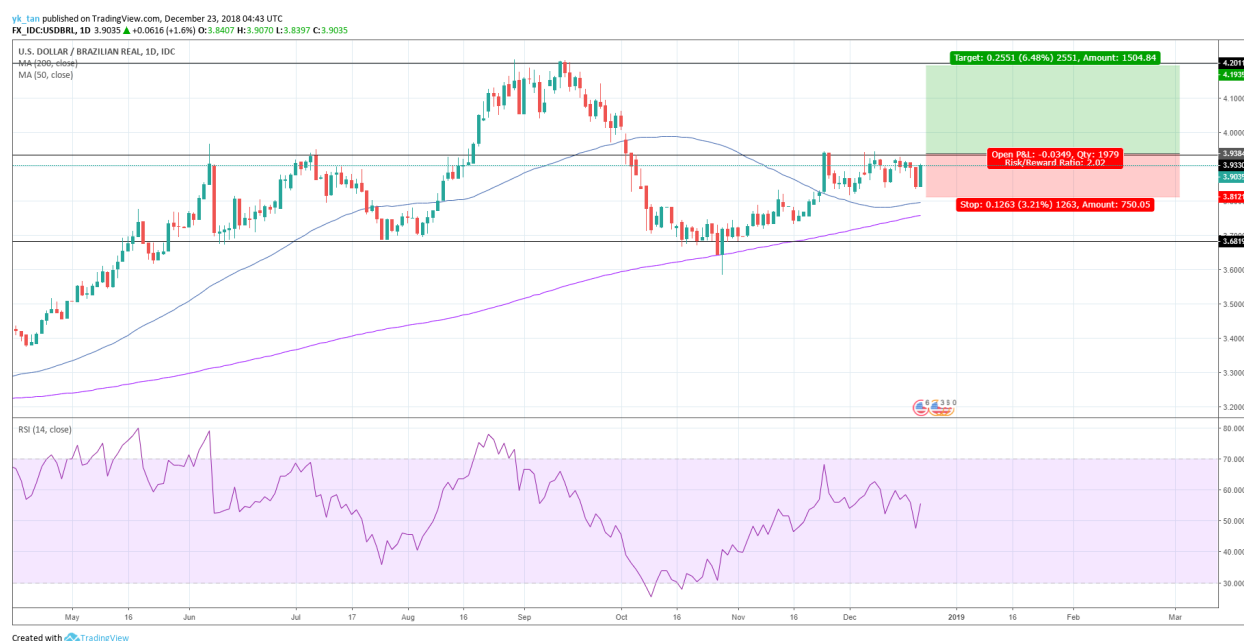 yk_tan published on TradingView.com, December 23, 2018 04:43 UTC
FX_IDC:USDBRL, 1D 3.9035 ▲ +0.0616 (+1.6%) O:3.8407 H:3.9070 L:3.8397 C:3.9035
U.S. DOLLAR / BRAZILIAN REAL, 1D, IDC
MA (200, close)
MA (50, close)
Target: 0.2551 (6.48%) 2551, Amount: 1504.84
Open P&L: -0.0349, Qty: 1979
Risk/Reward Ratio: 2.02
Stop: 0.1263 (3.21%) 1263, Amount: 750.05
4.2011
4.1935
4.1000
4.0000
3.9384
3.9330
3.9035
3.8121
3.6819
3.6000
3.5000
3.4000
3.3000
3.2000
RSI (14, close)
80.0000
70.0000
60.0000
50.0000
40.0000
30.0000
May 16 Jun Jul 17 Aug 16 Sep Oct 16 Nov 16 Dec 2019 16 Feb Mar
Created with TradingView